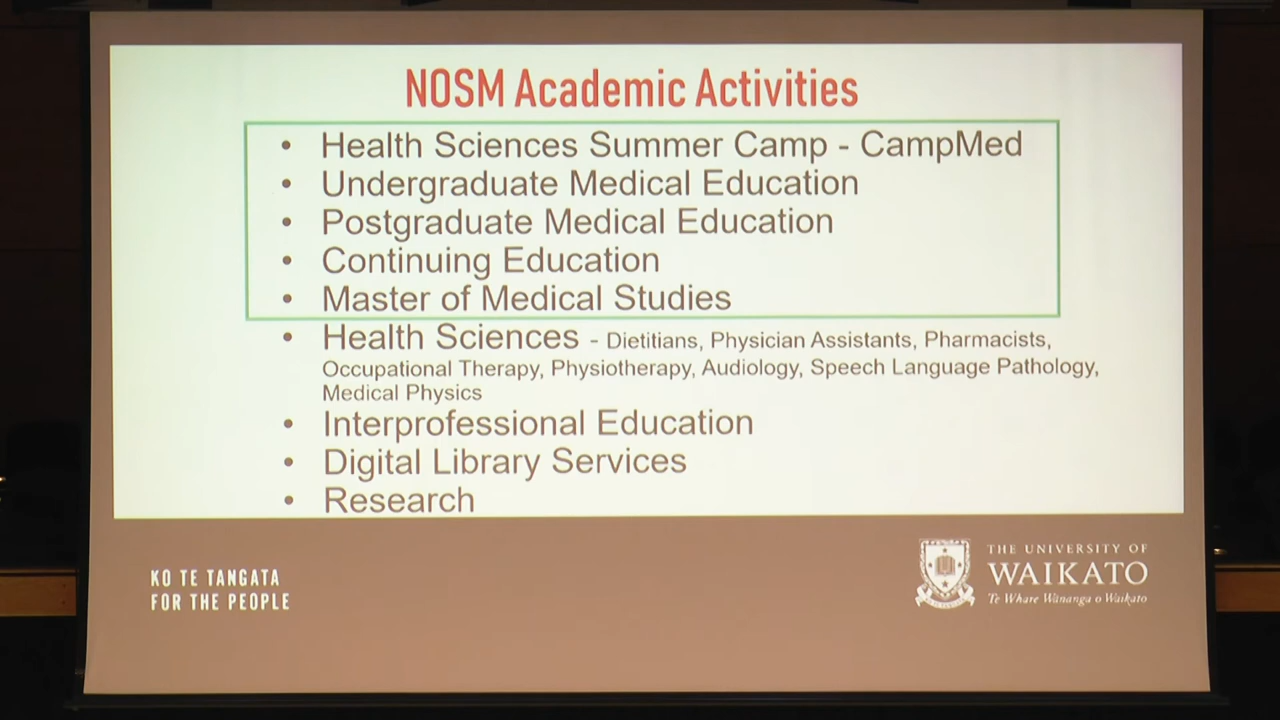 NOSM Academic Activities
• Health Sciences Summer Camp - CampMed
• Undergraduate Medical Education
• Postgraduate Medical Education
• Continuing Education
• Master of Medical Studies
• Health Sciences - Dietitians, Physician Assistants, Pharmacists,
Occupational Therapy, Physiotherapy, Audiology, Speech Language Pathology,
Medical Physics
• Interprofessional Education
• Digital Library Services
• Research
KO TE TANGATA
FOR THE PEOPLE
THE UNIVERSITY OF
WAIKATO
Te Whare Wānanga o Waikato